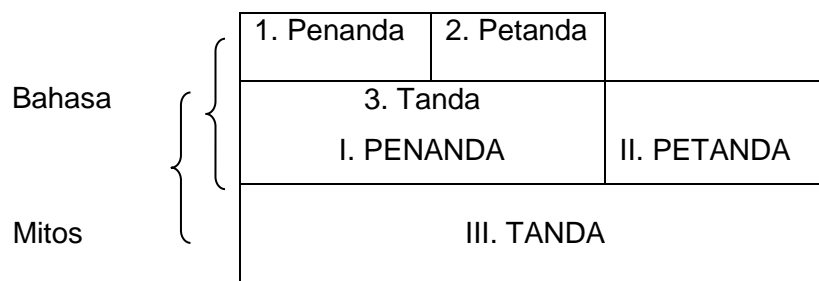 1. Penanda 2. Petanda
Bahasa 3. Tanda
I. PENANDA II. PETANDA
Mitos III. TANDA